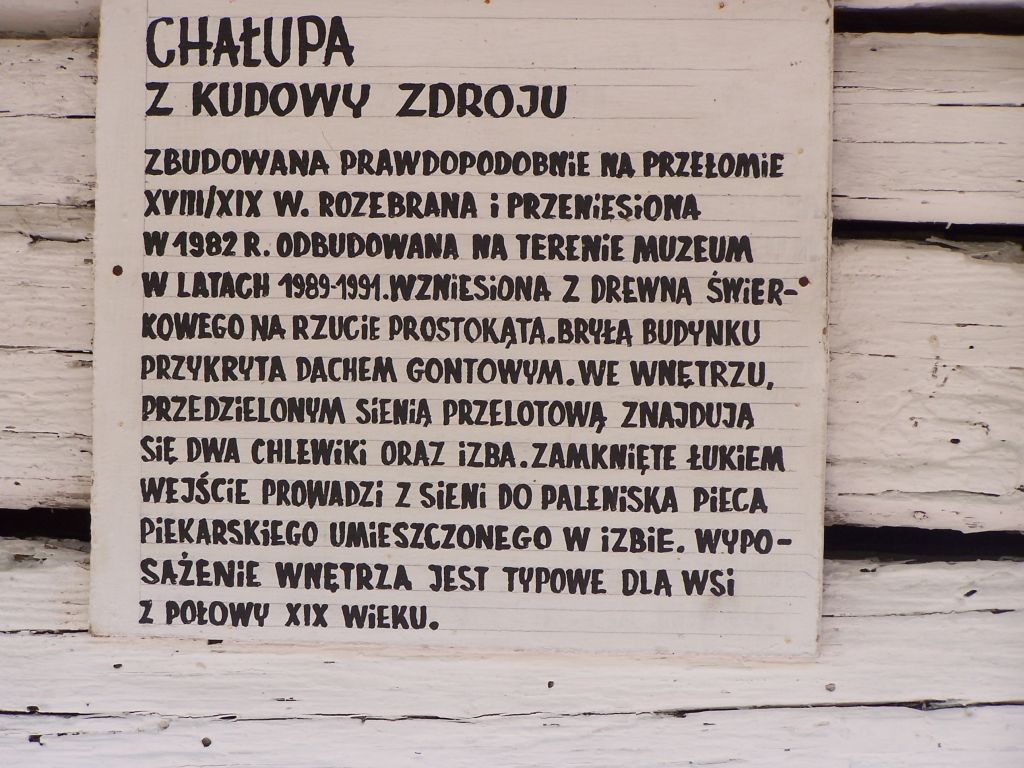 CHAŁUPA
Z KUDOWY ZDROJU
ZBUDOWANA PRAWDOPODOBNiE NA PRZEŁOMiE
XVIII/XIX W. ROZEBRANA i PRZENiESiONA
W 1982 R. ODBUDOWANA NA TERENiE MUZEUM
W LATACH 1989-1991. WZNiESiONA Z DREWNA ŚWiER-
KOWEGO NA RZUCiE PROSTOKĄTA. BRYŁA BUDYNKU
PRZYKRYTA DACHEM GONTOWYM. WE WNĘTRZU,
PRZEDZiELONYM SiENiĄ PRZELOTOWĄ ZNAJDUJĄ
SiĘ DWA CHLEWiKi ORAZ iZBA. ZAMKNiĘTE ŁUKiEM
WEJŚCiE PROWADZi Z SiENi DO PALENiSKA PiECA
PiEKARSKiEGO UMiESZCZONEGO W iZBiE. WYPO-
SAŻENiE WNĘTRZA JEST TYPOWE DLA WSi
Z POŁOWY XIX WiEKU.